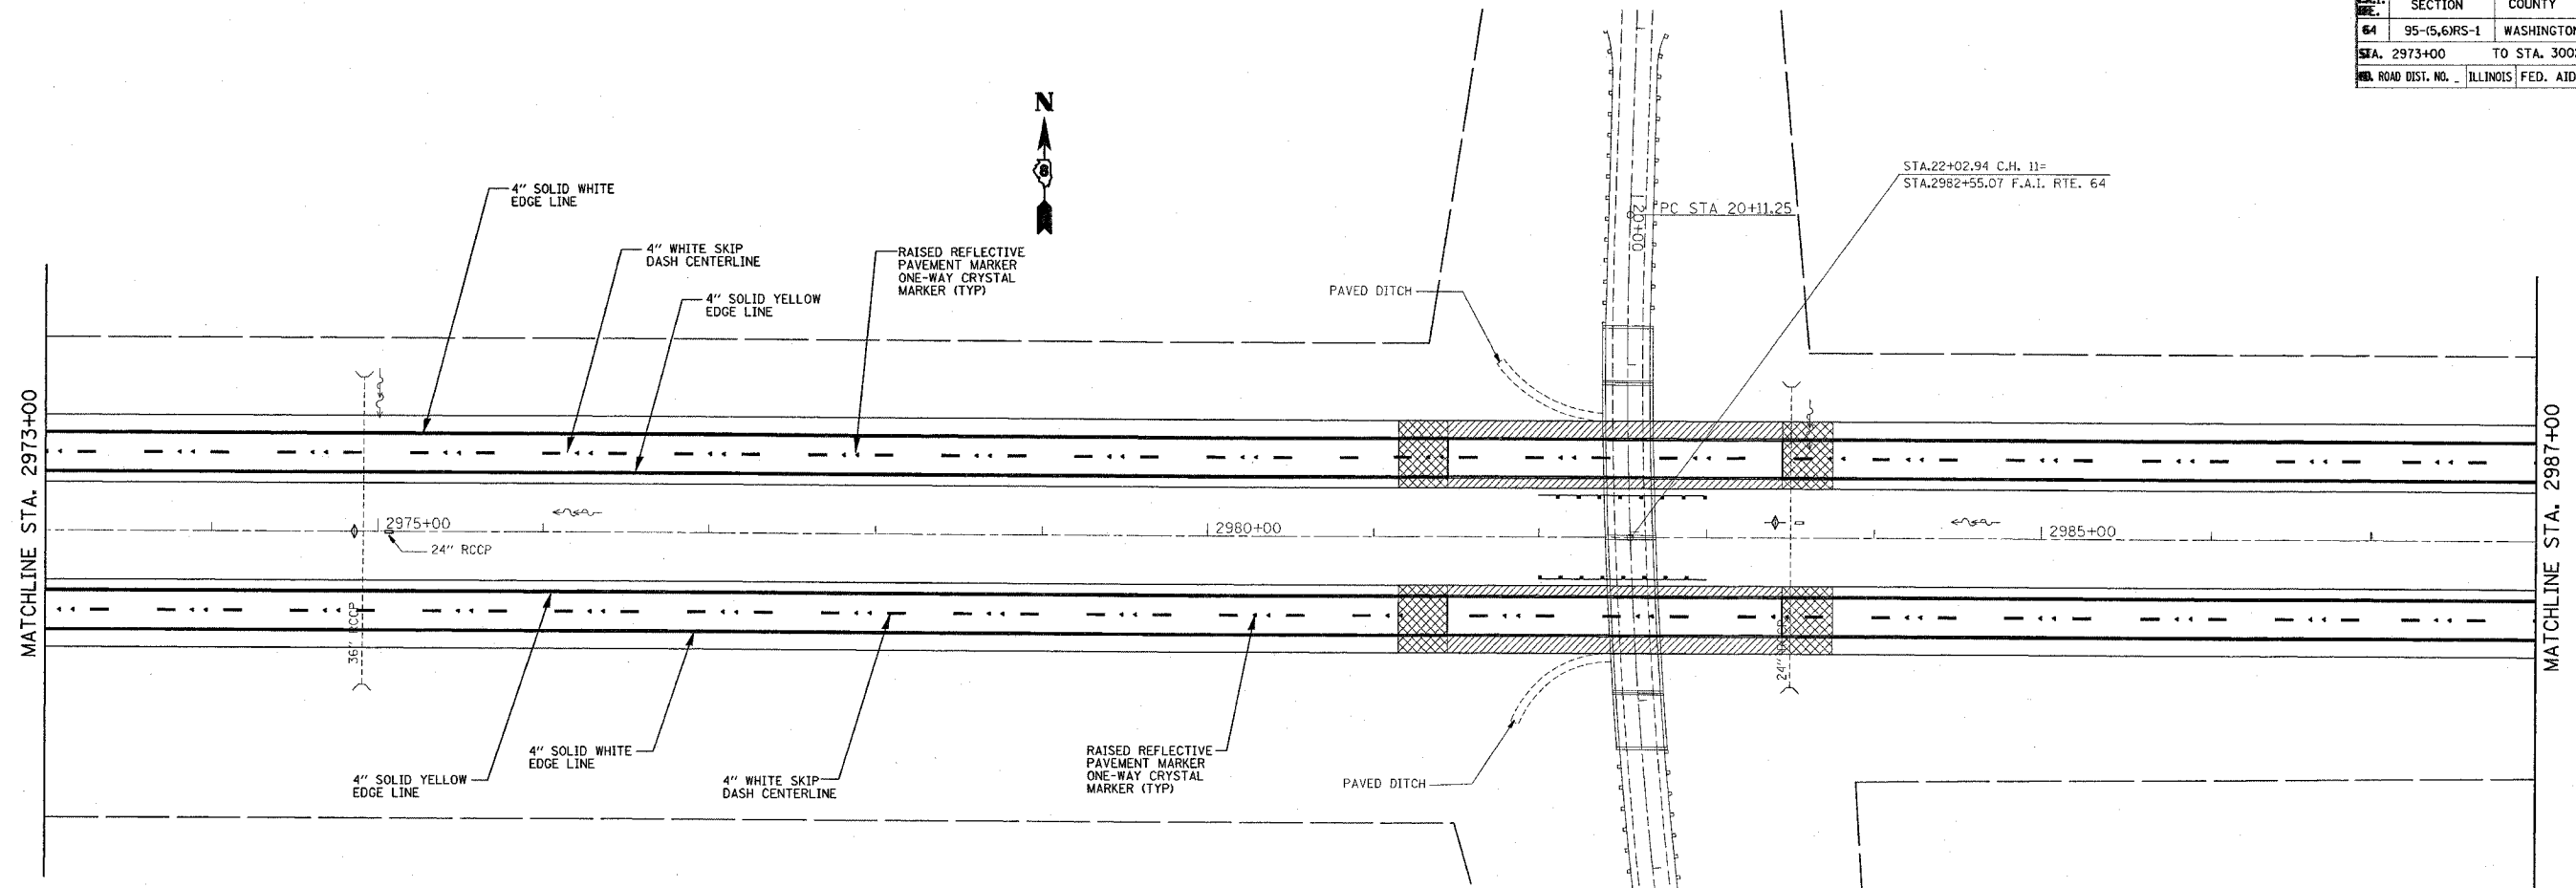 SECTION COUNTY
64 95-(5,6)RS-1 WASHINGTON
STA. 2973+00 TO STA. 300
ROAD DIST. NO. _ ILLINOIS FED. AID
N
8
STA.22+02.94 C.H. 11=
STA.2982+55.07 F.A.I. RTE. 64
4" SOLID WHITE
EDGE LINE
4" WHITE SKIP
DASH CENTERLINE
4" SOLID YELLOW
EDGE LINE
RAISED REFLECTIVE
PAVEMENT MARKER
ONE-WAY CRYSTAL
MARKER (TYP)
PC STA 20+11.25
20+00
PAVED DITCH
MATCHLINE STA. 2973+00
MATCHLINE STA. 2987+00
2975+00
2980+00
2985+00
24" RCCP
36" RCCP
24"
4" SOLID YELLOW
EDGE LINE
4" SOLID WHITE
EDGE LINE
4" WHITE SKIP
DASH CENTERLINE
RAISED REFLECTIVE
PAVEMENT MARKER
ONE-WAY CRYSTAL
MARKER (TYP)
PAVED DITCH